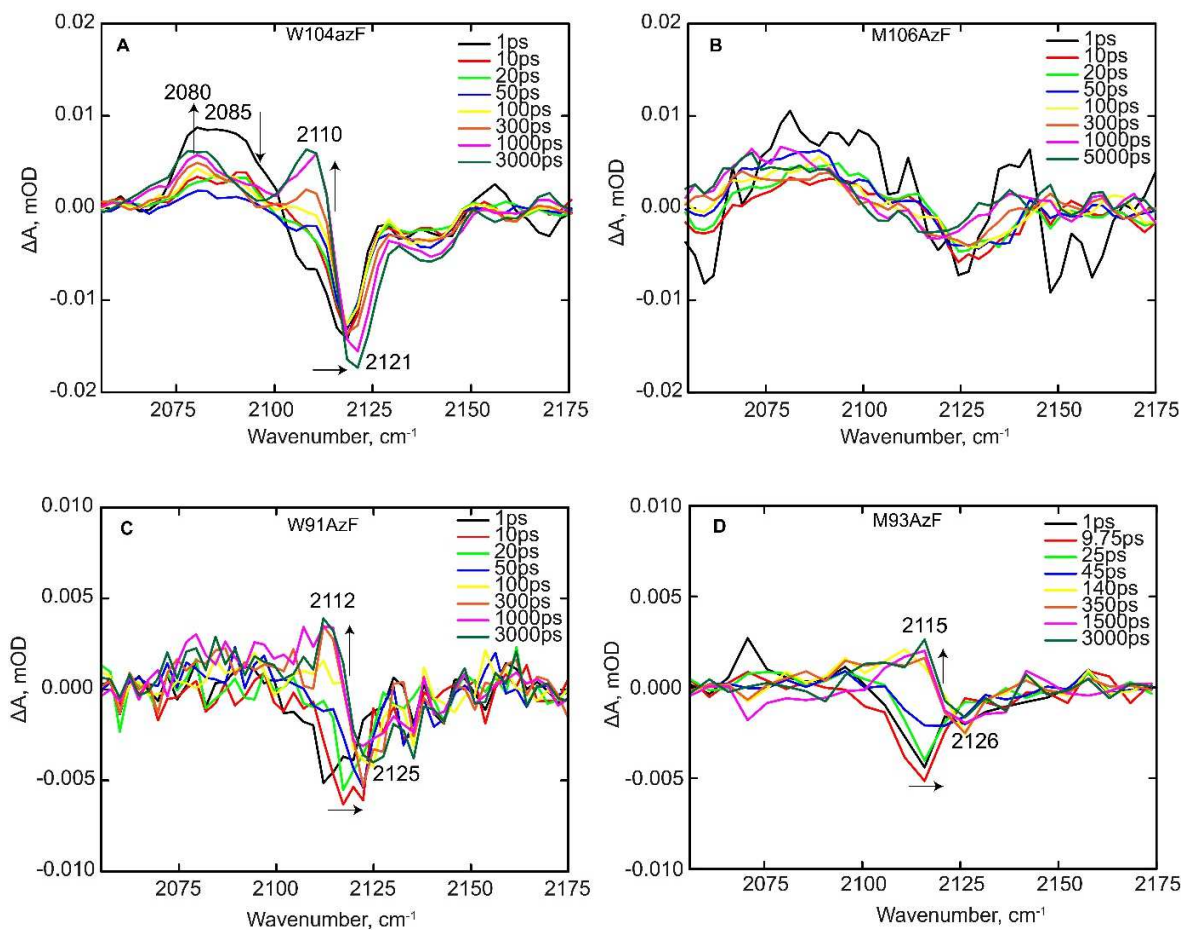 A
W104azF
1ps
10ps
20ps
50ps
100ps
300ps
1000ps
3000ps
2080
2085
2110
2121
0.02
0.01
0.00
-0.01
-0.02
ΔA, mOD
2075 2100 2125 2150 2175
Wavenumber, cm⁻¹
B
M106AzF
1ps
10ps
20ps
50ps
100ps
300ps
1000ps
5000ps
0.02
0.01
0.00
-0.01
-0.02
ΔA, mOD
2075 2100 2125 2150 2175
Wavenumber, cm⁻¹
C
W91AzF
1ps
10ps
20ps
50ps
100ps
300ps
1000ps
3000ps
2112
2125
0.010
0.005
0.000
-0.005
-0.010
ΔA, mOD
2075 2100 2125 2150 2175
Wavenumber, cm⁻¹
D
M93AzF
1ps
9.75ps
25ps
45ps
140ps
350ps
1500ps
3000ps
2115
2126
0.010
0.005
0.000
-0.005
-0.010
ΔA, mOD
2075 2100 2125 2150 2175
Wavenumber, cm⁻¹